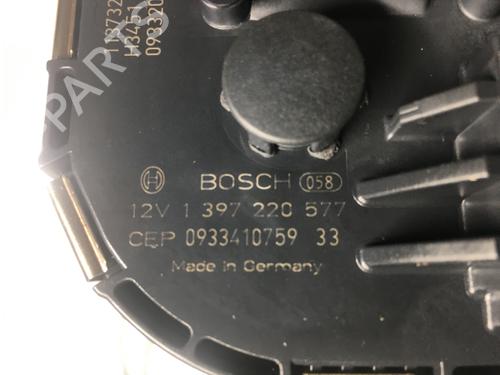 BOSCH 058
12V 1 397 220 577
CEP 0933410759 33
Made in Germany
PARTS